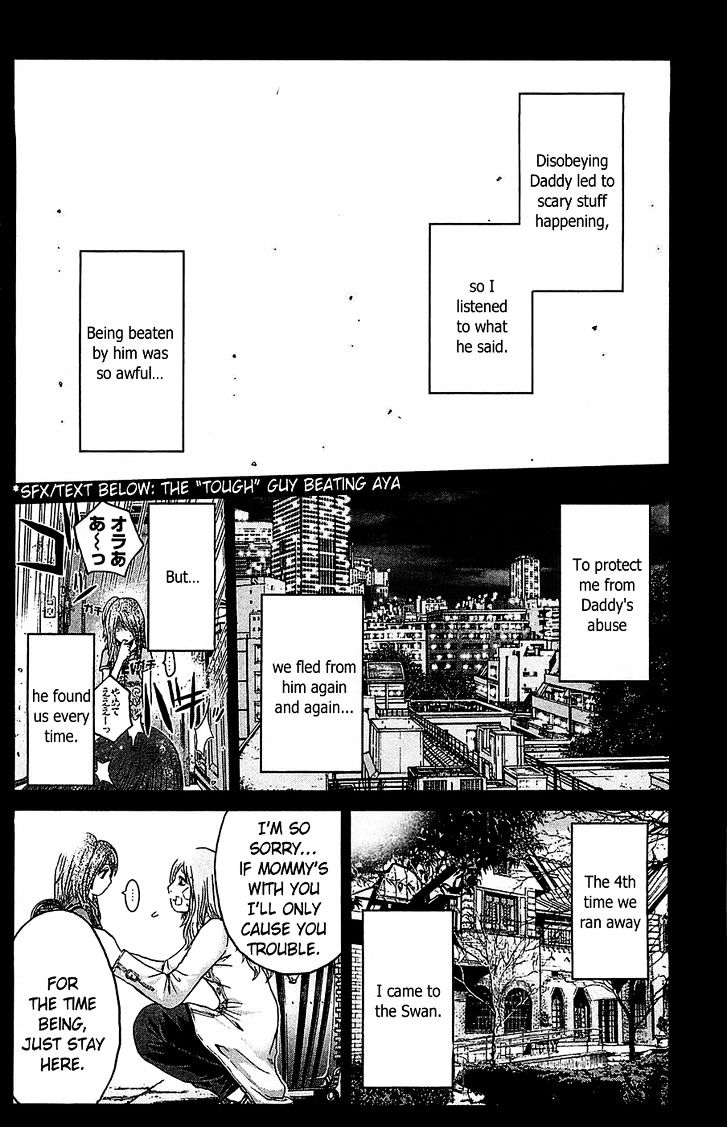 Disobeying
Daddy led to
scary stuff
happening,
so I
listened
to what
he said.
Being beaten
by him was
so awful...
*SFX/TEXT BELOW: THE "TOUGH" GUY BEATING AYA
To protect
me from
Daddy's
abuse
we fled from
him again
and again...
But...
オラあ
あ～っ
ガチ
he found
us every
time.
The 4th
time we
ran away
I came to
the Swan.
I'M SO
SORRY...
IF MOMMY'S
WITH YOU
I'LL ONLY
CAUSE YOU
TROUBLE.
FOR
THE TIME
BEING,
JUST STAY
HERE.